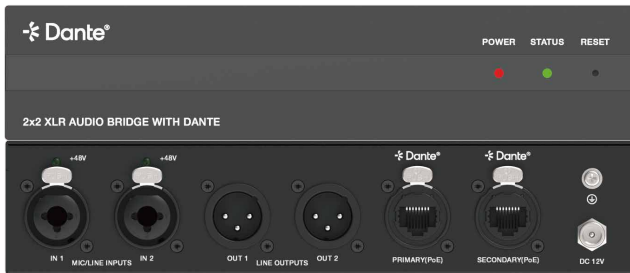 Dante®
POWER STATUS RESET
2x2 XLR AUDIO BRIDGE WITH DANTE
+48V +48V Dante® Dante®
IN 1 MIC/LINE INPUTS IN 2 OUT 1 LINE OUTPUTS OUT 2 PRIMARY(PoE) SECONDARY(PoE) DC 12V